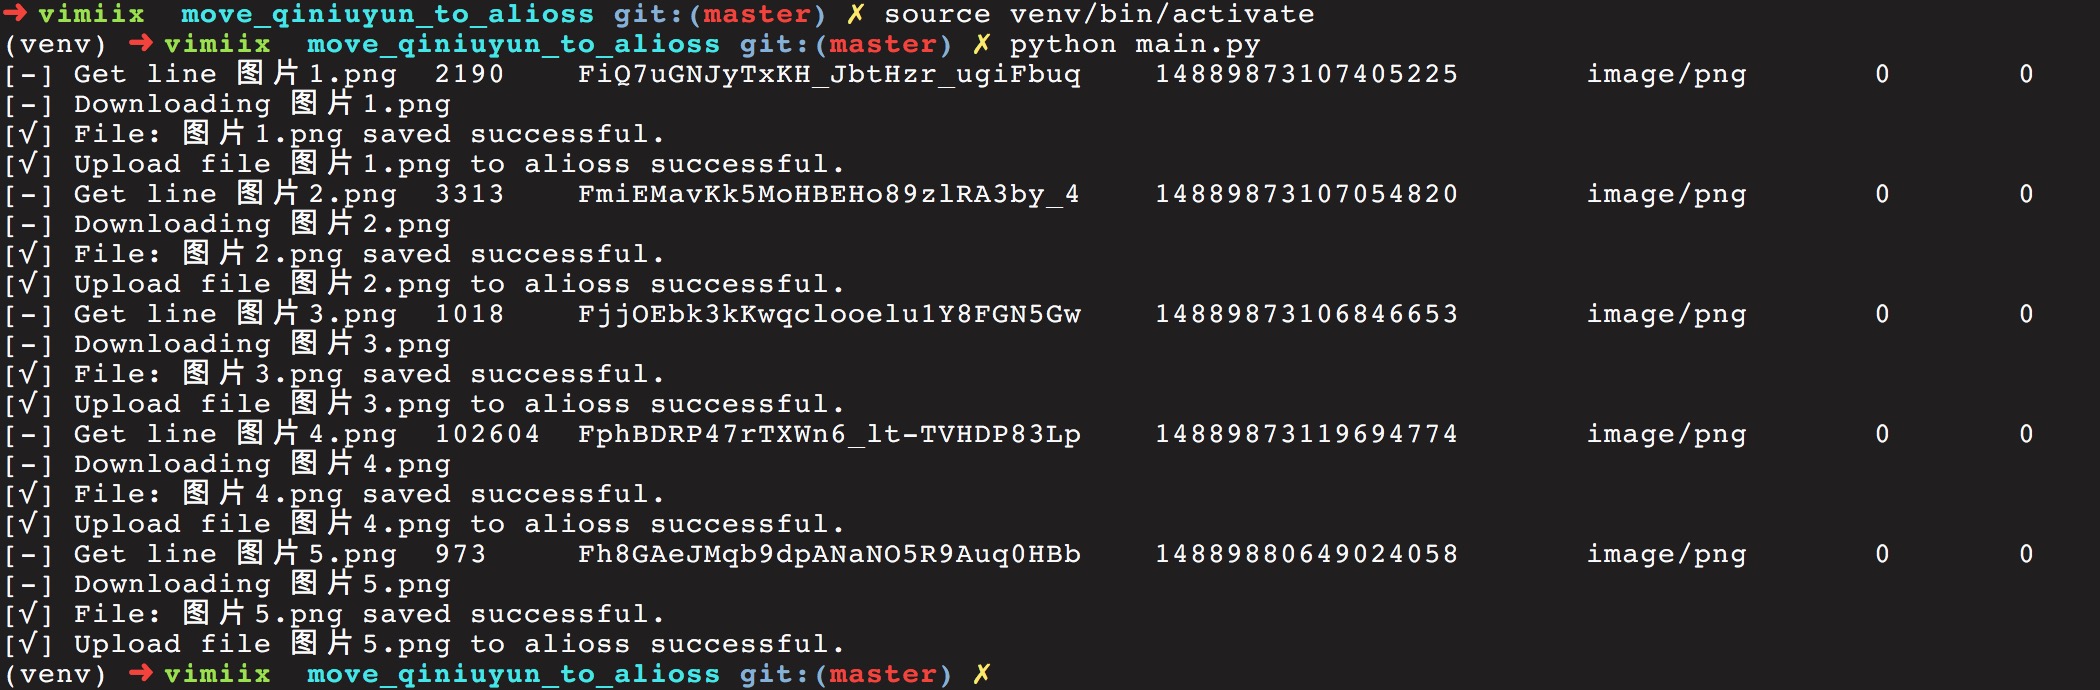 ➜ vimiix  move_qiniuyun_to_alioss git:(master) ✗ source venv/bin/activate
(venv) ➜ vimiix  move_qiniuyun_to_alioss git:(master) ✗ python main.py
[-] Get line 图片1.png  2190    FiQ7uGNJyTxKH_JbtHzr_ugiFbuq    14889873107405225       image/png       0       0
[-] Downloading 图片1.png
[√] File: 图片1.png saved successful.
[√] Upload file 图片1.png to alioss successful.
[-] Get line 图片2.png  3313    FmiEMavKk5MoHBEHo89zlRA3by_4    14889873107054820       image/png       0       0
[-] Downloading 图片2.png
[√] File: 图片2.png saved successful.
[√] Upload file 图片2.png to alioss successful.
[-] Get line 图片3.png  1018    FjjOEbk3kKwqclooelu1Y8FGN5Gw    14889873106846653       image/png       0       0
[-] Downloading 图片3.png
[√] File: 图片3.png saved successful.
[√] Upload file 图片3.png to alioss successful.
[-] Get line 图片4.png  102604  FphBDRP47rTXWn6_lt-TVHDP83Lp    14889873119694774       image/png       0       0
[-] Downloading 图片4.png
[√] File: 图片4.png saved successful.
[√] Upload file 图片4.png to alioss successful.
[-] Get line 图片5.png  973     Fh8GAeJMqb9dpANaNO5R9Auq0HBb    14889880649024058       image/png       0       0
[-] Downloading 图片5.png
[√] File: 图片5.png saved successful.
[√] Upload file 图片5.png to alioss successful.
(venv) ➜ vimiix  move_qiniuyun_to_alioss git:(master) ✗